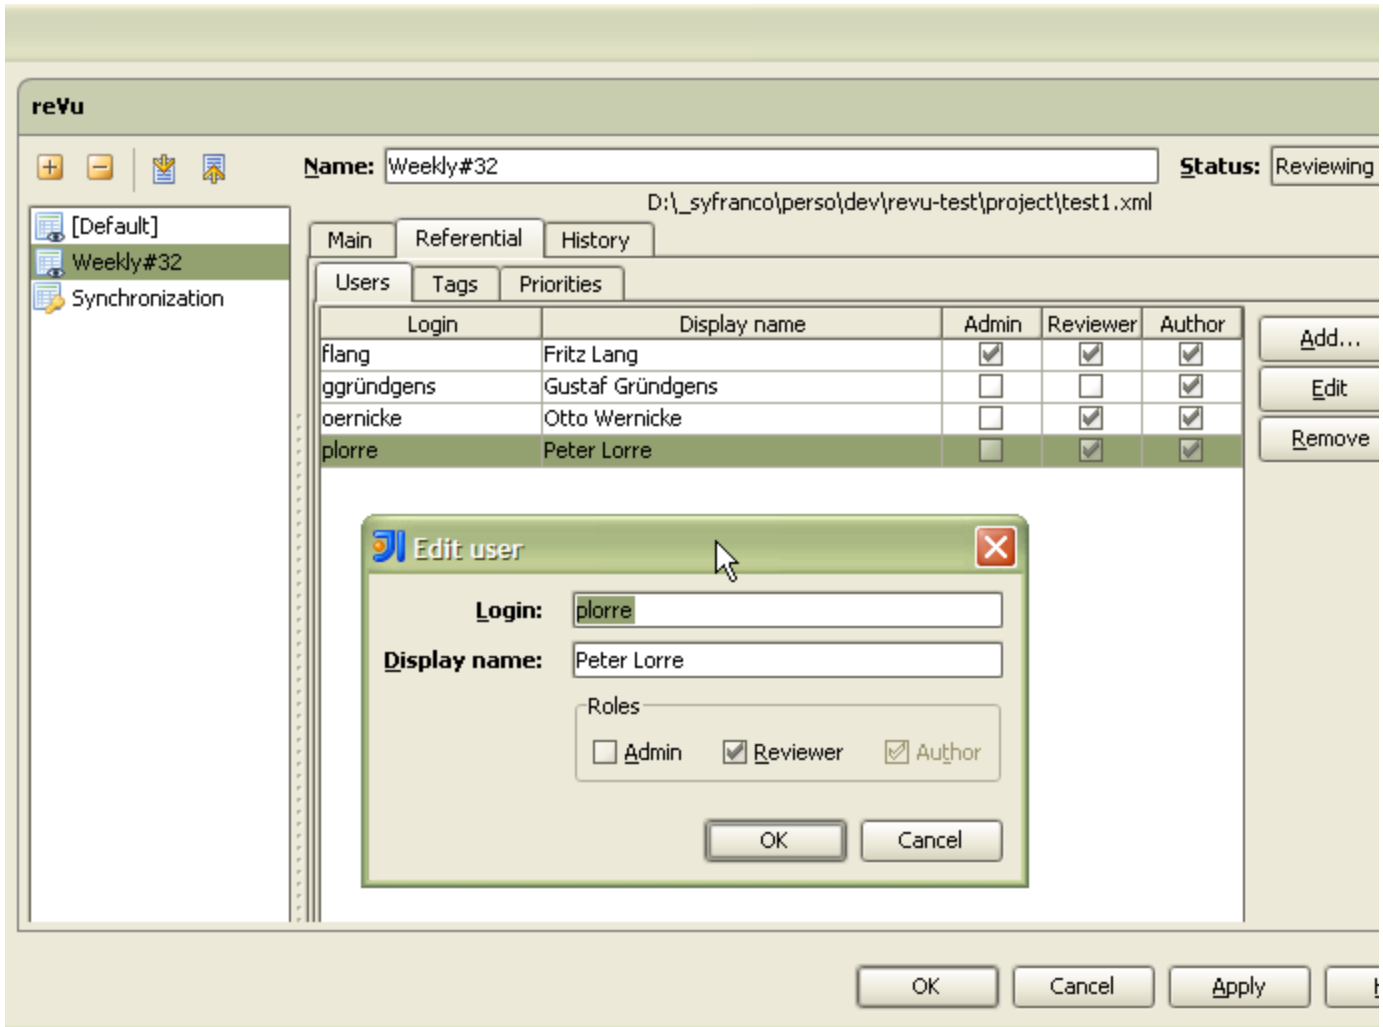 re¥u
Name: Weekly#32 Status: Reviewing
D:\_syfranco\perso\dev\revu-test\project\test1.xml
[Default]
Weekly#32
Synchronization
Main Referential History
Users Tags Priorities
Login Display name Admin Reviewer Author
flang Fritz Lang
ggründgens Gustaf Gründgens
oernicke Otto Wernicke
plorre Peter Lorre
Add...
Edit
Remove
Edit user
Login: plorre
Display name: Peter Lorre
Roles
Admin Reviewer Author
OK Cancel
OK Cancel Apply